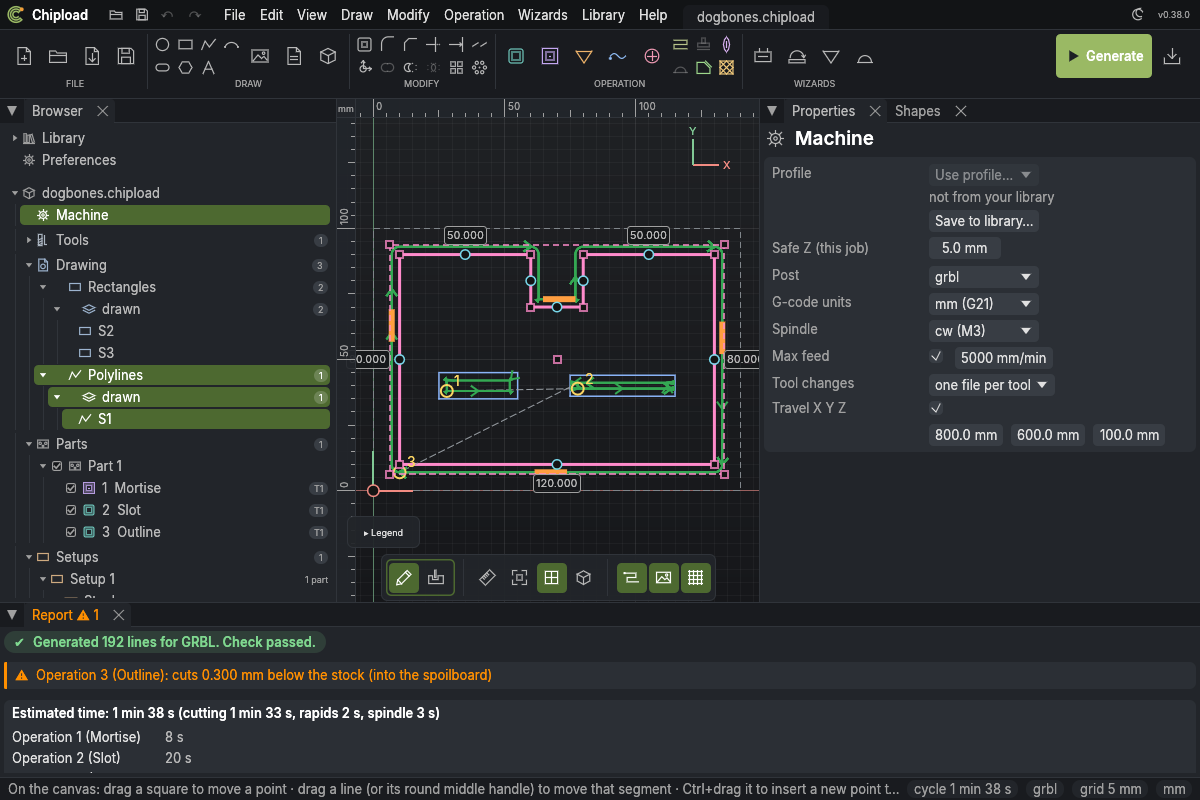 Chipload
File Edit View Draw Modify Operation Wizards Library Help
dogbones.chipload
v0.38.0
FILE
DRAW
MODIFY
OPERATION
WIZARDS
Generate
Browser
Library
Preferences
dogbones.chipload
Machine
Tools 1
Drawing 3
Rectangles 2
drawn 2
S2
S3
Polylines 1
drawn 1
S1
Parts 1
Part 1
1 Mortise T1
2 Slot T1
3 Outline T1
Setups 1
Setup 1 1 part
mm 0 50 100
100
50
0
Y
X
50.000 50.000
0.000 80.000
1 2
3
120.000
▸ Legend
Properties
Shapes
Machine
Profile Use profile...
not from your library
Save to library...
Safe Z (this job) 5.0 mm
Post grbl
G-code units mm (G21)
Spindle cw (M3)
Max feed 5000 mm/min
Tool changes one file per tool
Travel X Y Z
800.0 mm 600.0 mm 100.0 mm
Report 1
✔ Generated 192 lines for GRBL. Check passed.
Operation 3 (Outline): cuts 0.300 mm below the stock (into the spoilboard)
Estimated time: 1 min 38 s (cutting 1 min 33 s, rapids 2 s, spindle 3 s)
Operation 1 (Mortise) 8 s
Operation 2 (Slot) 20 s
On the canvas: drag a square to move a point · drag a line (or its round middle handle) to move that segment · Ctrl+drag it to insert a new point t... cycle 1 min 38 s grbl grid 5 mm mm